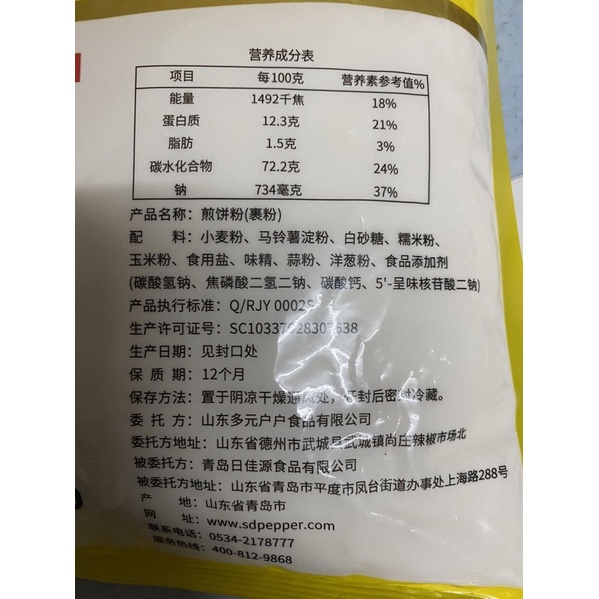 营养成分表
项目 每100克 营养素参考值%
能量 1492千焦 18%
蛋白质 12.3克 21%
脂肪 1.5克 3%
碳水化合物 72.2克 24%
钠 734毫克 37%
产品名称：煎饼粉(裹粉)
配 料：小麦粉、马铃薯淀粉、白砂糖、糯米粉、
玉米粉、食用盐、味精、蒜粉、洋葱粉、食品添加剂
(碳酸氢钠、焦磷酸二氢二钠、碳酸钙、5'-呈味核苷酸二钠)
产品执行标准：Q/RJY 0002S
生产许可证号：SC10337028307638
生产日期：见封口处
保 质 期：12个月
保存方法：置于阴凉干燥通风处，开封后密封冷藏。
委 托 方：山东多元户户食品有限公司
委托方地址：山东省德州市武城县武城镇尚庄辣椒市场北
被委托方：青岛日佳源食品有限公司
被委托方地址：山东省青岛市平度市凤台街道办事处上海路288号
产 地：山东省青岛市
网 址：www.sdpepper.com
联系电话：0534-2178777
服务热线：400-812-9868